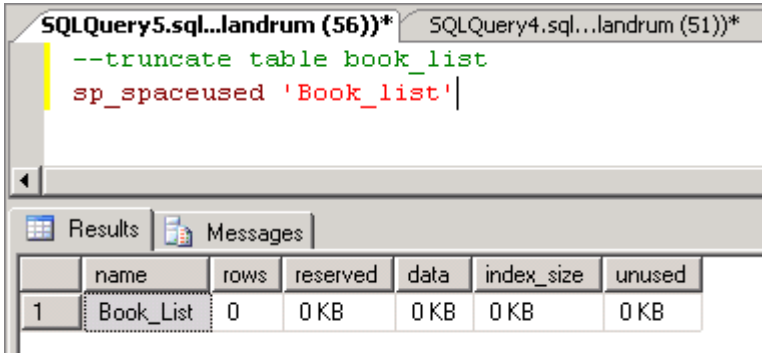 SQLQuery5.sql...landrum (56))* SQLQuery4.sql...landrum (51))*
--truncate table book_list
sp_spaceused 'Book_list'
Results Messages
name rows reserved data index_size unused
1 Book_List 0 0 KB 0 KB 0 KB 0 KB